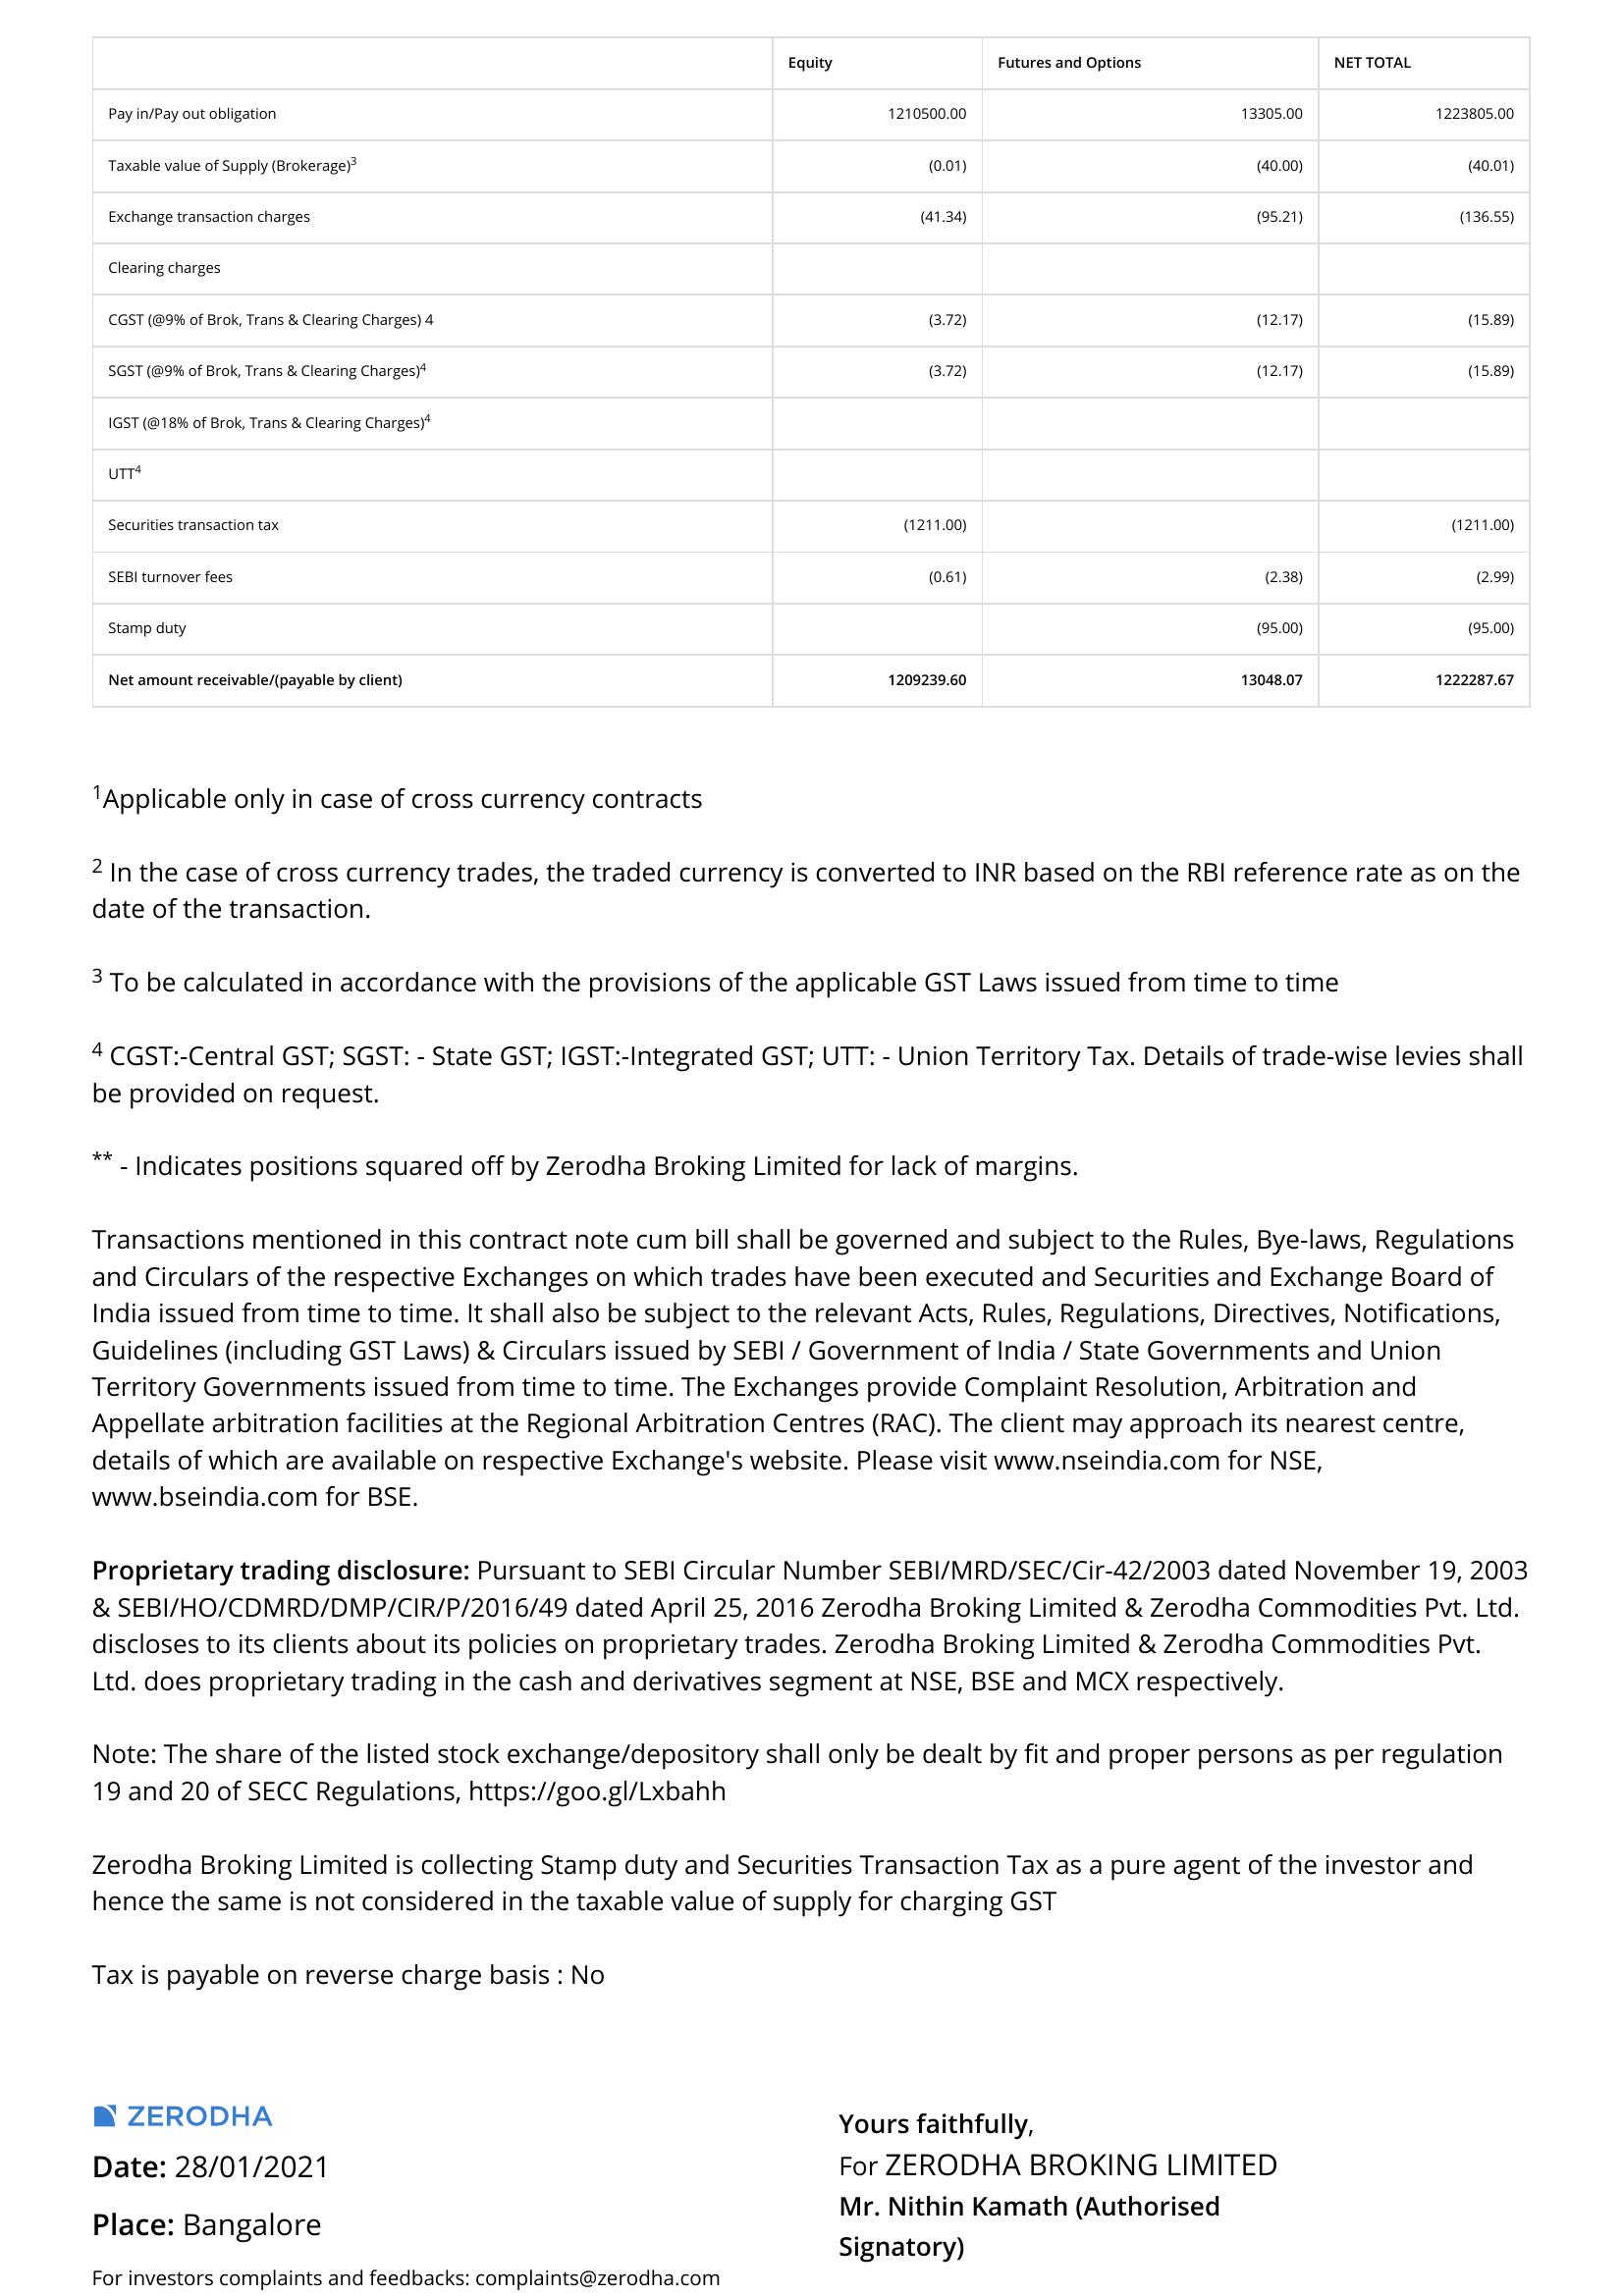 Equity Futures and Options NET TOTAL
Pay in/Pay out obligation 1210500.00 13305.00 1223805.00
Taxable value of Supply (Brokerage)3 (0.01) (40.00) (40.01)
Exchange transaction charges (41.34) (95.21) (136.55)
Clearing charges
CGST (@9% of Brok, Trans & Clearing Charges) 4 (3.72) (12.17) (15.89)
SGST (@9% of Brok, Trans & Clearing Charges)4 (3.72) (12.17) (15.89)
IGST (@18% of Brok, Trans & Clearing Charges)4
UTT4
Securities transaction tax (1211.00) (1211.00)
SEBI turnover fees (0.61) (2.38) (2.99)
Stamp duty (95.00) (95.00)
Net amount receivable/(payable by client) 1209239.60 13048.07 1222287.67
1Applicable only in case of cross currency contracts
2 In the case of cross currency trades, the traded currency is converted to INR based on the RBI reference rate as on the
date of the transaction.
3 To be calculated in accordance with the provisions of the applicable GST Laws issued from time to time
4 CGST:-Central GST; SGST: - State GST; IGST:-Integrated GST; UTT: - Union Territory Tax. Details of trade-wise levies shall
be provided on request.
** - Indicates positions squared off by Zerodha Broking Limited for lack of margins.
Transactions mentioned in this contract note cum bill shall be governed and subject to the Rules, Bye-laws, Regulations
and Circulars of the respective Exchanges on which trades have been executed and Securities and Exchange Board of
India issued from time to time. It shall also be subject to the relevant Acts, Rules, Regulations, Directives, Notifications,
Guidelines (including GST Laws) & Circulars issued by SEBI / Government of India / State Governments and Union
Territory Governments issued from time to time. The Exchanges provide Complaint Resolution, Arbitration and
Appellate arbitration facilities at the Regional Arbitration Centres (RAC). The client may approach its nearest centre,
details of which are available on respective Exchange's website. Please visit www.nseindia.com for NSE,
www.bseindia.com for BSE.
Proprietary trading disclosure: Pursuant to SEBI Circular Number SEBI/MRD/SEC/Cir-42/2003 dated November 19, 2003
& SEBI/HO/CDMRD/DMP/CIR/P/2016/49 dated April 25, 2016 Zerodha Broking Limited & Zerodha Commodities Pvt. Ltd.
discloses to its clients about its policies on proprietary trades. Zerodha Broking Limited & Zerodha Commodities Pvt.
Ltd. does proprietary trading in the cash and derivatives segment at NSE, BSE and MCX respectively.
Note: The share of the listed stock exchange/depository shall only be dealt by fit and proper persons as per regulation
19 and 20 of SECC Regulations, https://goo.gl/Lxbahh
Zerodha Broking Limited is collecting Stamp duty and Securities Transaction Tax as a pure agent of the investor and
hence the same is not considered in the taxable value of supply for charging GST
Tax is payable on reverse charge basis : No
ZERODHA
Date: 28/01/2021
Place: Bangalore
For investors complaints and feedbacks: complaints@zerodha.com
Yours faithfully,
For ZERODHA BROKING LIMITED
Mr. Nithin Kamath (Authorised
Signatory)